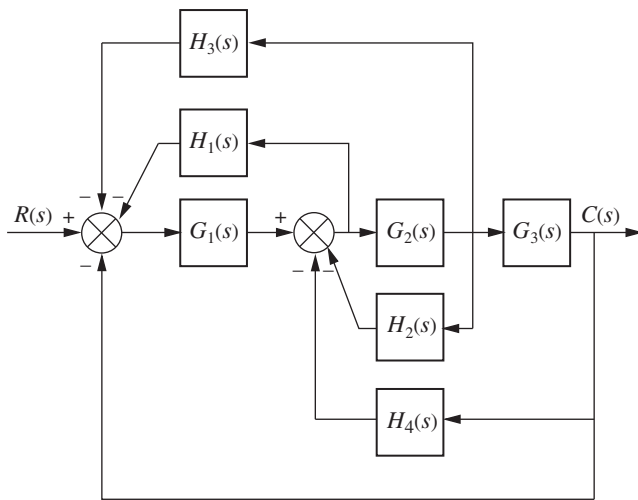 H₃(s)
H₁(s)
− −
R(s) + G₁(s) + G₂(s) G₃(s) C(s)
−
− −
H₂(s)
H₄(s)